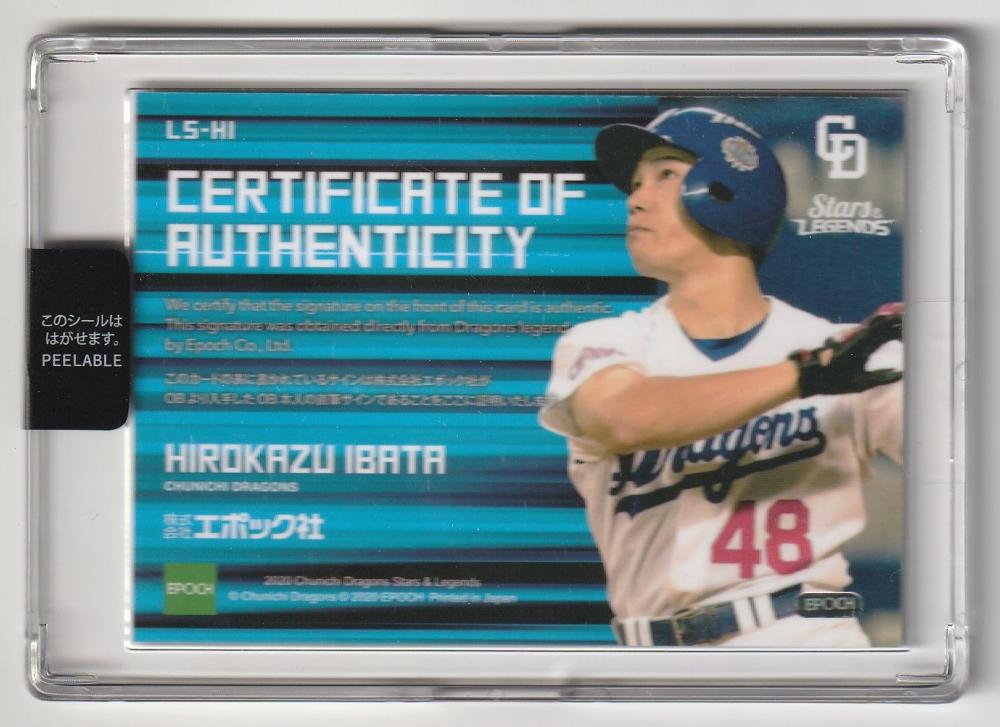 LS-HI
CERTIFICATE OF
AUTHENTICITY
CD
Stars &
LEGENDS
We certify that the signature on the front of this card is authentic.
This signature was obtained directly from Dragons legend
by Epoch Co., Ltd.
このカードの表に書かれているサインは株式会社エポック社が
OBより入手したOB本人の直筆サインであることをここに証明いたします
このシールは
はがせます。
PEELABLE
HIROKAZU IBATA
CHUNICHI DRAGONS
株式会社エポック社
Dragons
48
EPOCH
2020 Chunichi Dragons Stars & Legends
© Chunichi Dragons © 2020 EPOCH Printed in Japan
EPOCH